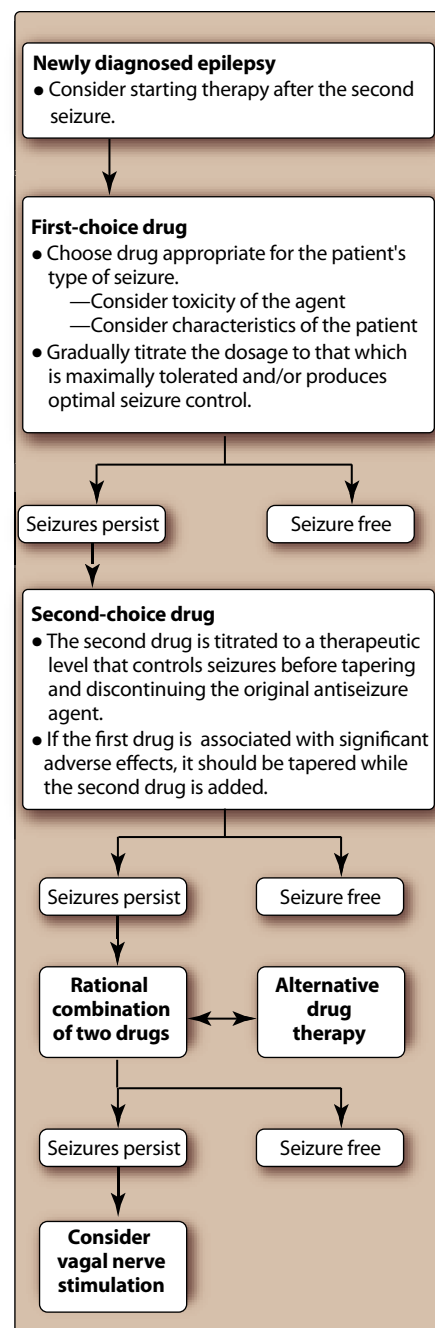 Newly diagnosed epilepsy
● Consider starting therapy after the second
seizure.
First-choice drug
● Choose drug appropriate for the patient's
type of seizure.
—Consider toxicity of the agent
—Consider characteristics of the patient
● Gradually titrate the dosage to that which
is maximally tolerated and/or produces
optimal seizure control.
Seizures persist
Seizure free
Second-choice drug
● The second drug is titrated to a therapeutic
level that controls seizures before tapering
and discontinuing the original antiseizure
agent.
● If the first drug is associated with significant
adverse effects, it should be tapered while
the second drug is added.
Seizures persist
Seizure free
Rational
combination
of two drugs
Alternative
drug
therapy
Seizures persist
Seizure free
Consider
vagal nerve
stimulation